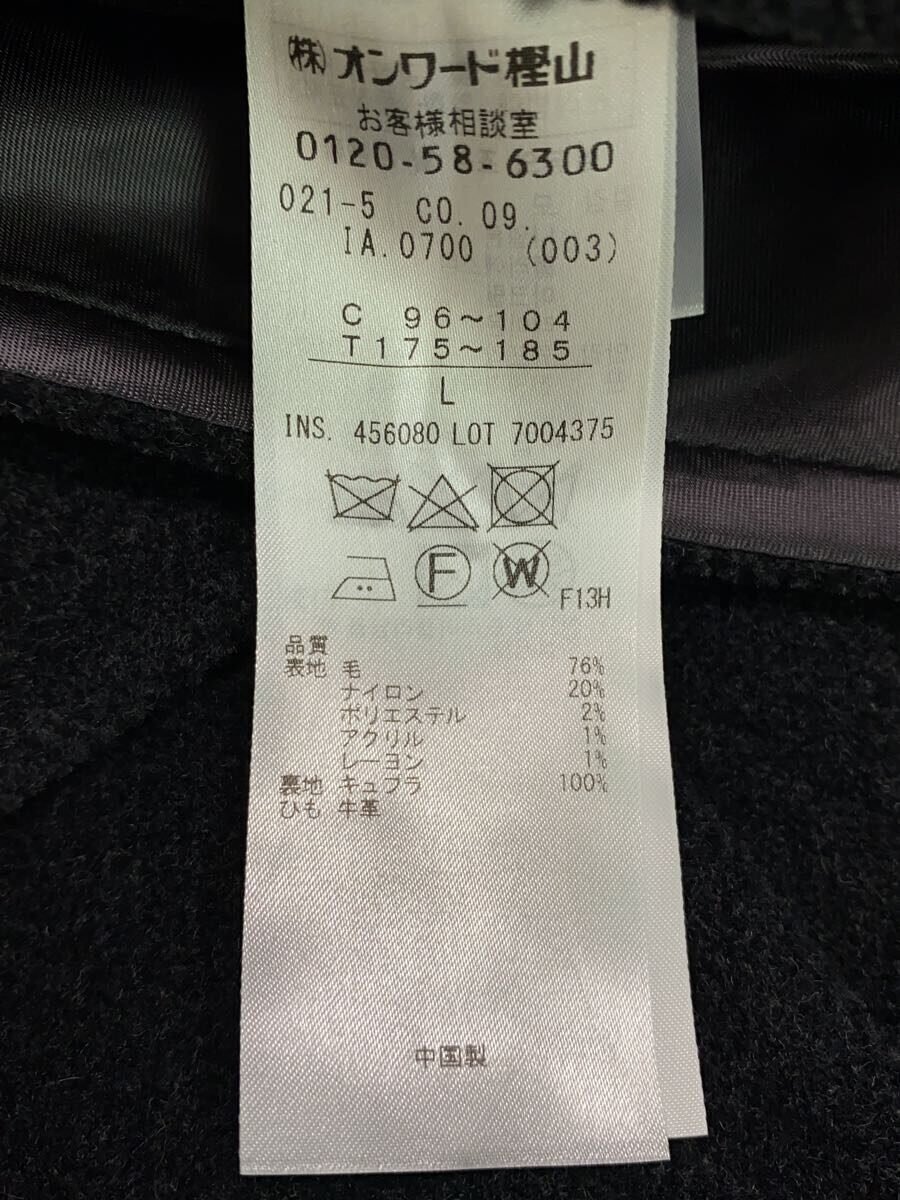 (株)オンワード樫山
お客様相談室
0120-58-6300
021-5 CO. 09.
IA.0700 (003)
C 96～104
T175～185
L
INS. 456080 LOT 7004375
F W F13H
品質
表地 毛 76%
ナイロン 20%
ポリエステル 2%
アクリル 1%
レーヨン 1%
裏地 キュプラ 100%
ひも 牛革
中国製